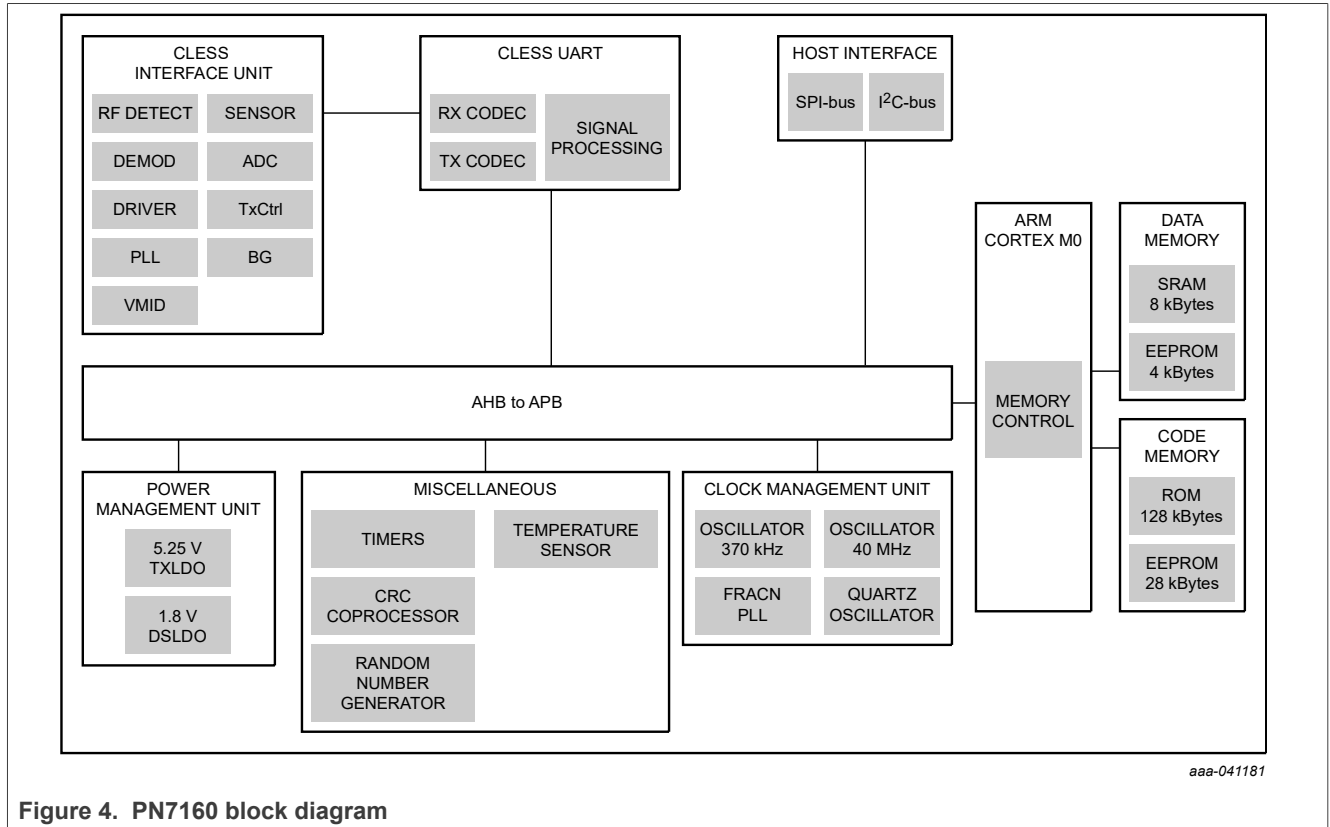 CLESS
INTERFACE UNIT
RF DETECT
SENSOR
DEMOD
ADC
DRIVER
TxCtrl
PLL
BG
VMID
CLESS UART
RX CODEC
TX CODEC
SIGNAL
PROCESSING
HOST INTERFACE
SPI-bus
I²C-bus
ARM
CORTEX M0
MEMORY
CONTROL
DATA
MEMORY
SRAM
8 kBytes
EEPROM
4 kBytes
CODE
MEMORY
ROM
128 kBytes
EEPROM
28 kBytes
AHB to APB
POWER
MANAGEMENT UNIT
5.25 V
TXLDO
1.8 V
DSLDO
MISCELLANEOUS
TIMERS
TEMPERATURE
SENSOR
CRC
COPROCESSOR
RANDOM
NUMBER
GENERATOR
CLOCK MANAGEMENT UNIT
OSCILLATOR
370 kHz
OSCILLATOR
40 MHz
FRACN
PLL
QUARTZ
OSCILLATOR
aaa-041181
Figure 4. PN7160 block diagram